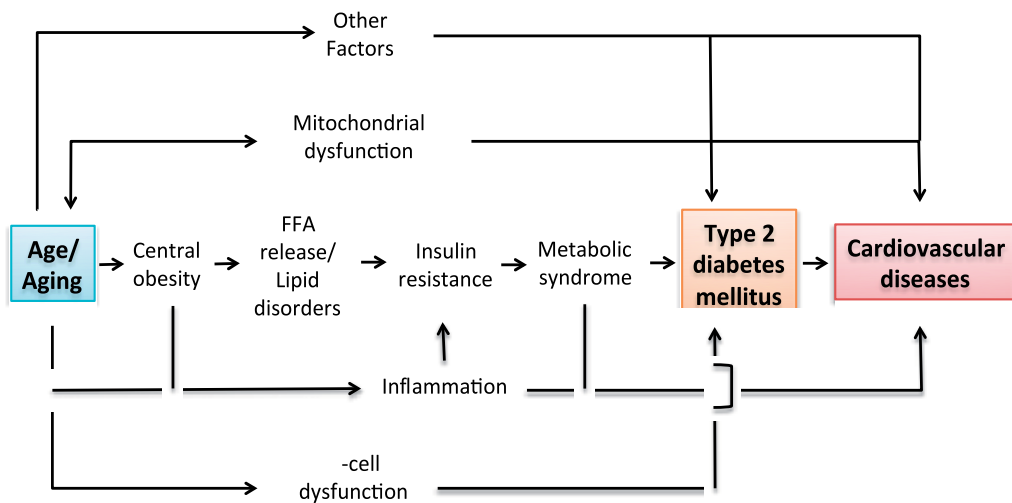 Other
Factors
Mitochondrial
dysfunction
Age/
Aging
Central
obesity
FFA
release/
Lipid
disorders
Insulin
resistance
Metabolic
syndrome
Type 2
diabetes
mellitus
Cardiovascular
diseases
Inflammation
-cell
dysfunction